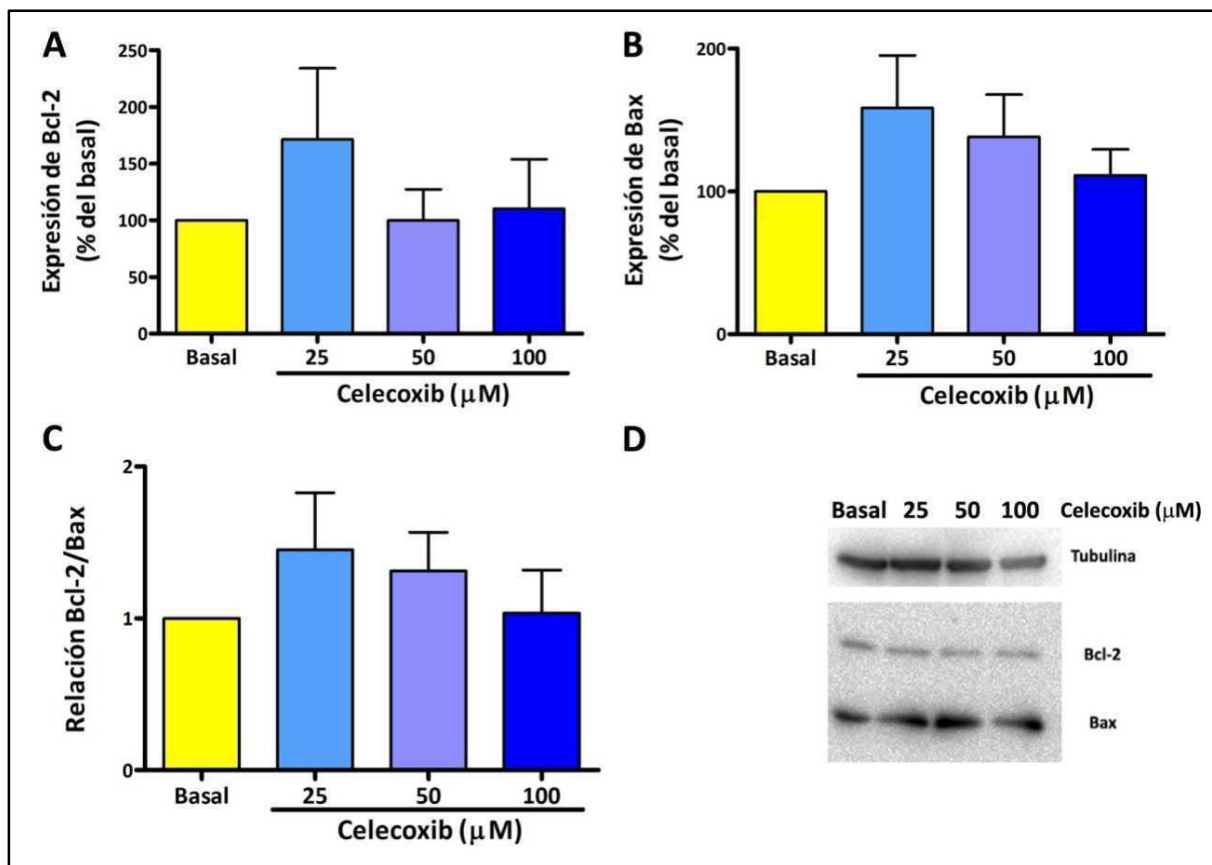 A
Expresión de Bcl-2
(% del basal)
250
200
150
100
50
0
Basal
25
50
100
Celecoxib (μM)
B
Expresión de Bax
(% del basal)
200
100
0
Basal
25
50
100
Celecoxib (μM)
C
Relación Bcl-2/Bax
2
1
0
Basal
25
50
100
Celecoxib (μM)
D
Basal 25 50 100 Celecoxib (μM)
Tubulina
Bcl-2
Bax